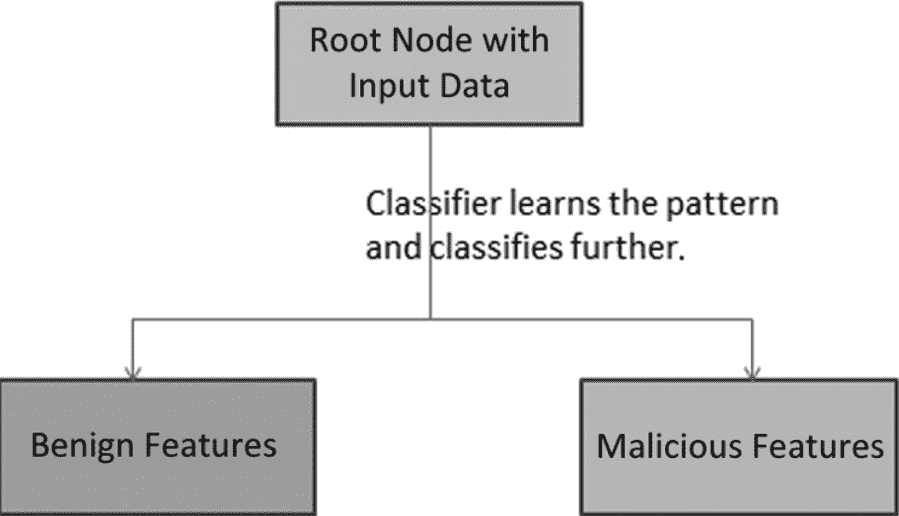 Root Node with
Input Data
Classifier learns the pattern
and classifies further.
Benign Features
Malicious Features